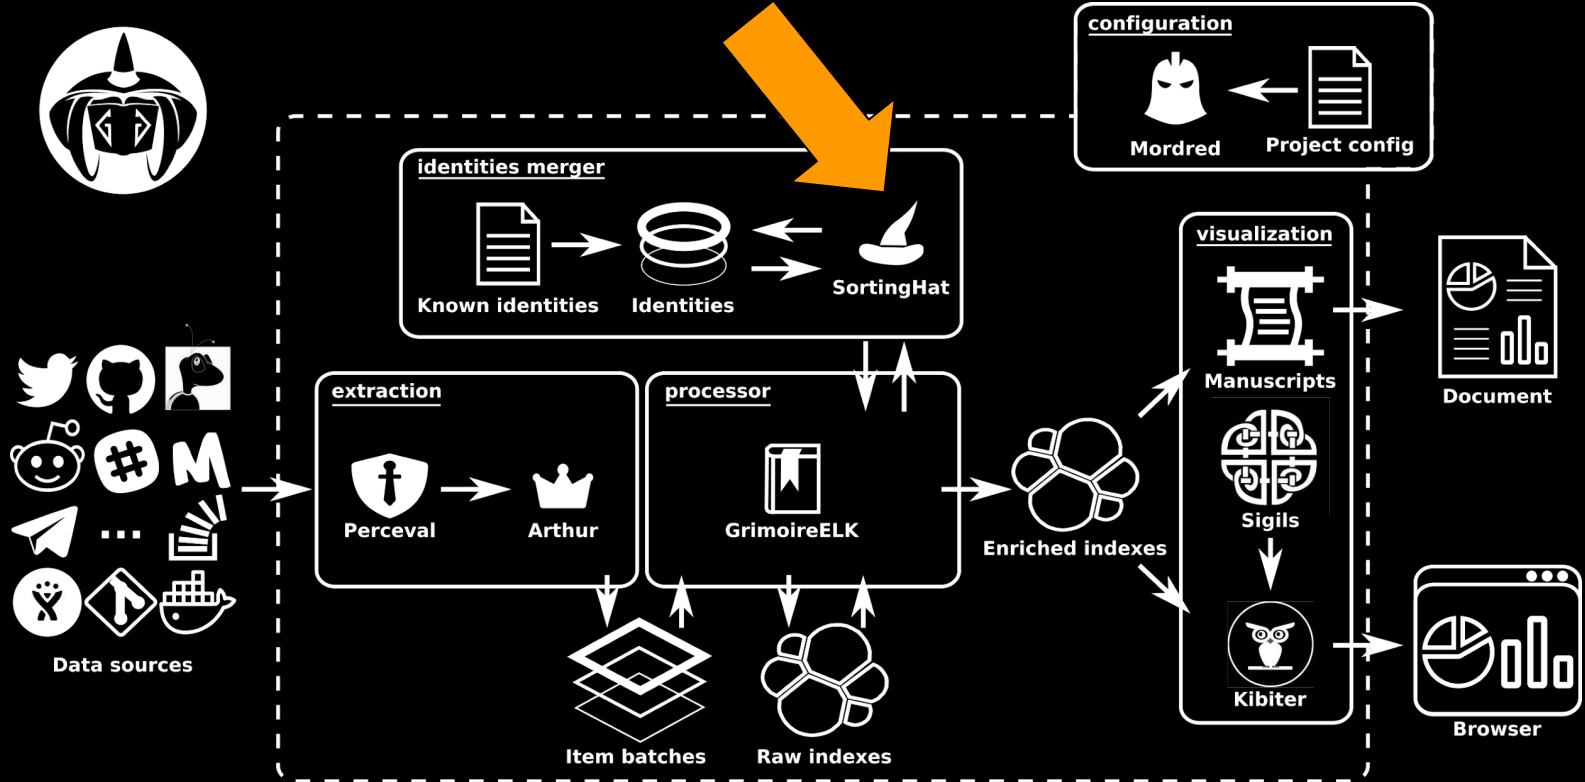 configuration
Mordred
Project config
identities merger
Known identities
Identities
SortingHat
visualization
Manuscripts
Sigils
Kibiter
Document
Browser
extraction
Perceval
Arthur
processor
GrimoireELK
Enriched indexes
Data sources
Item batches
Raw indexes